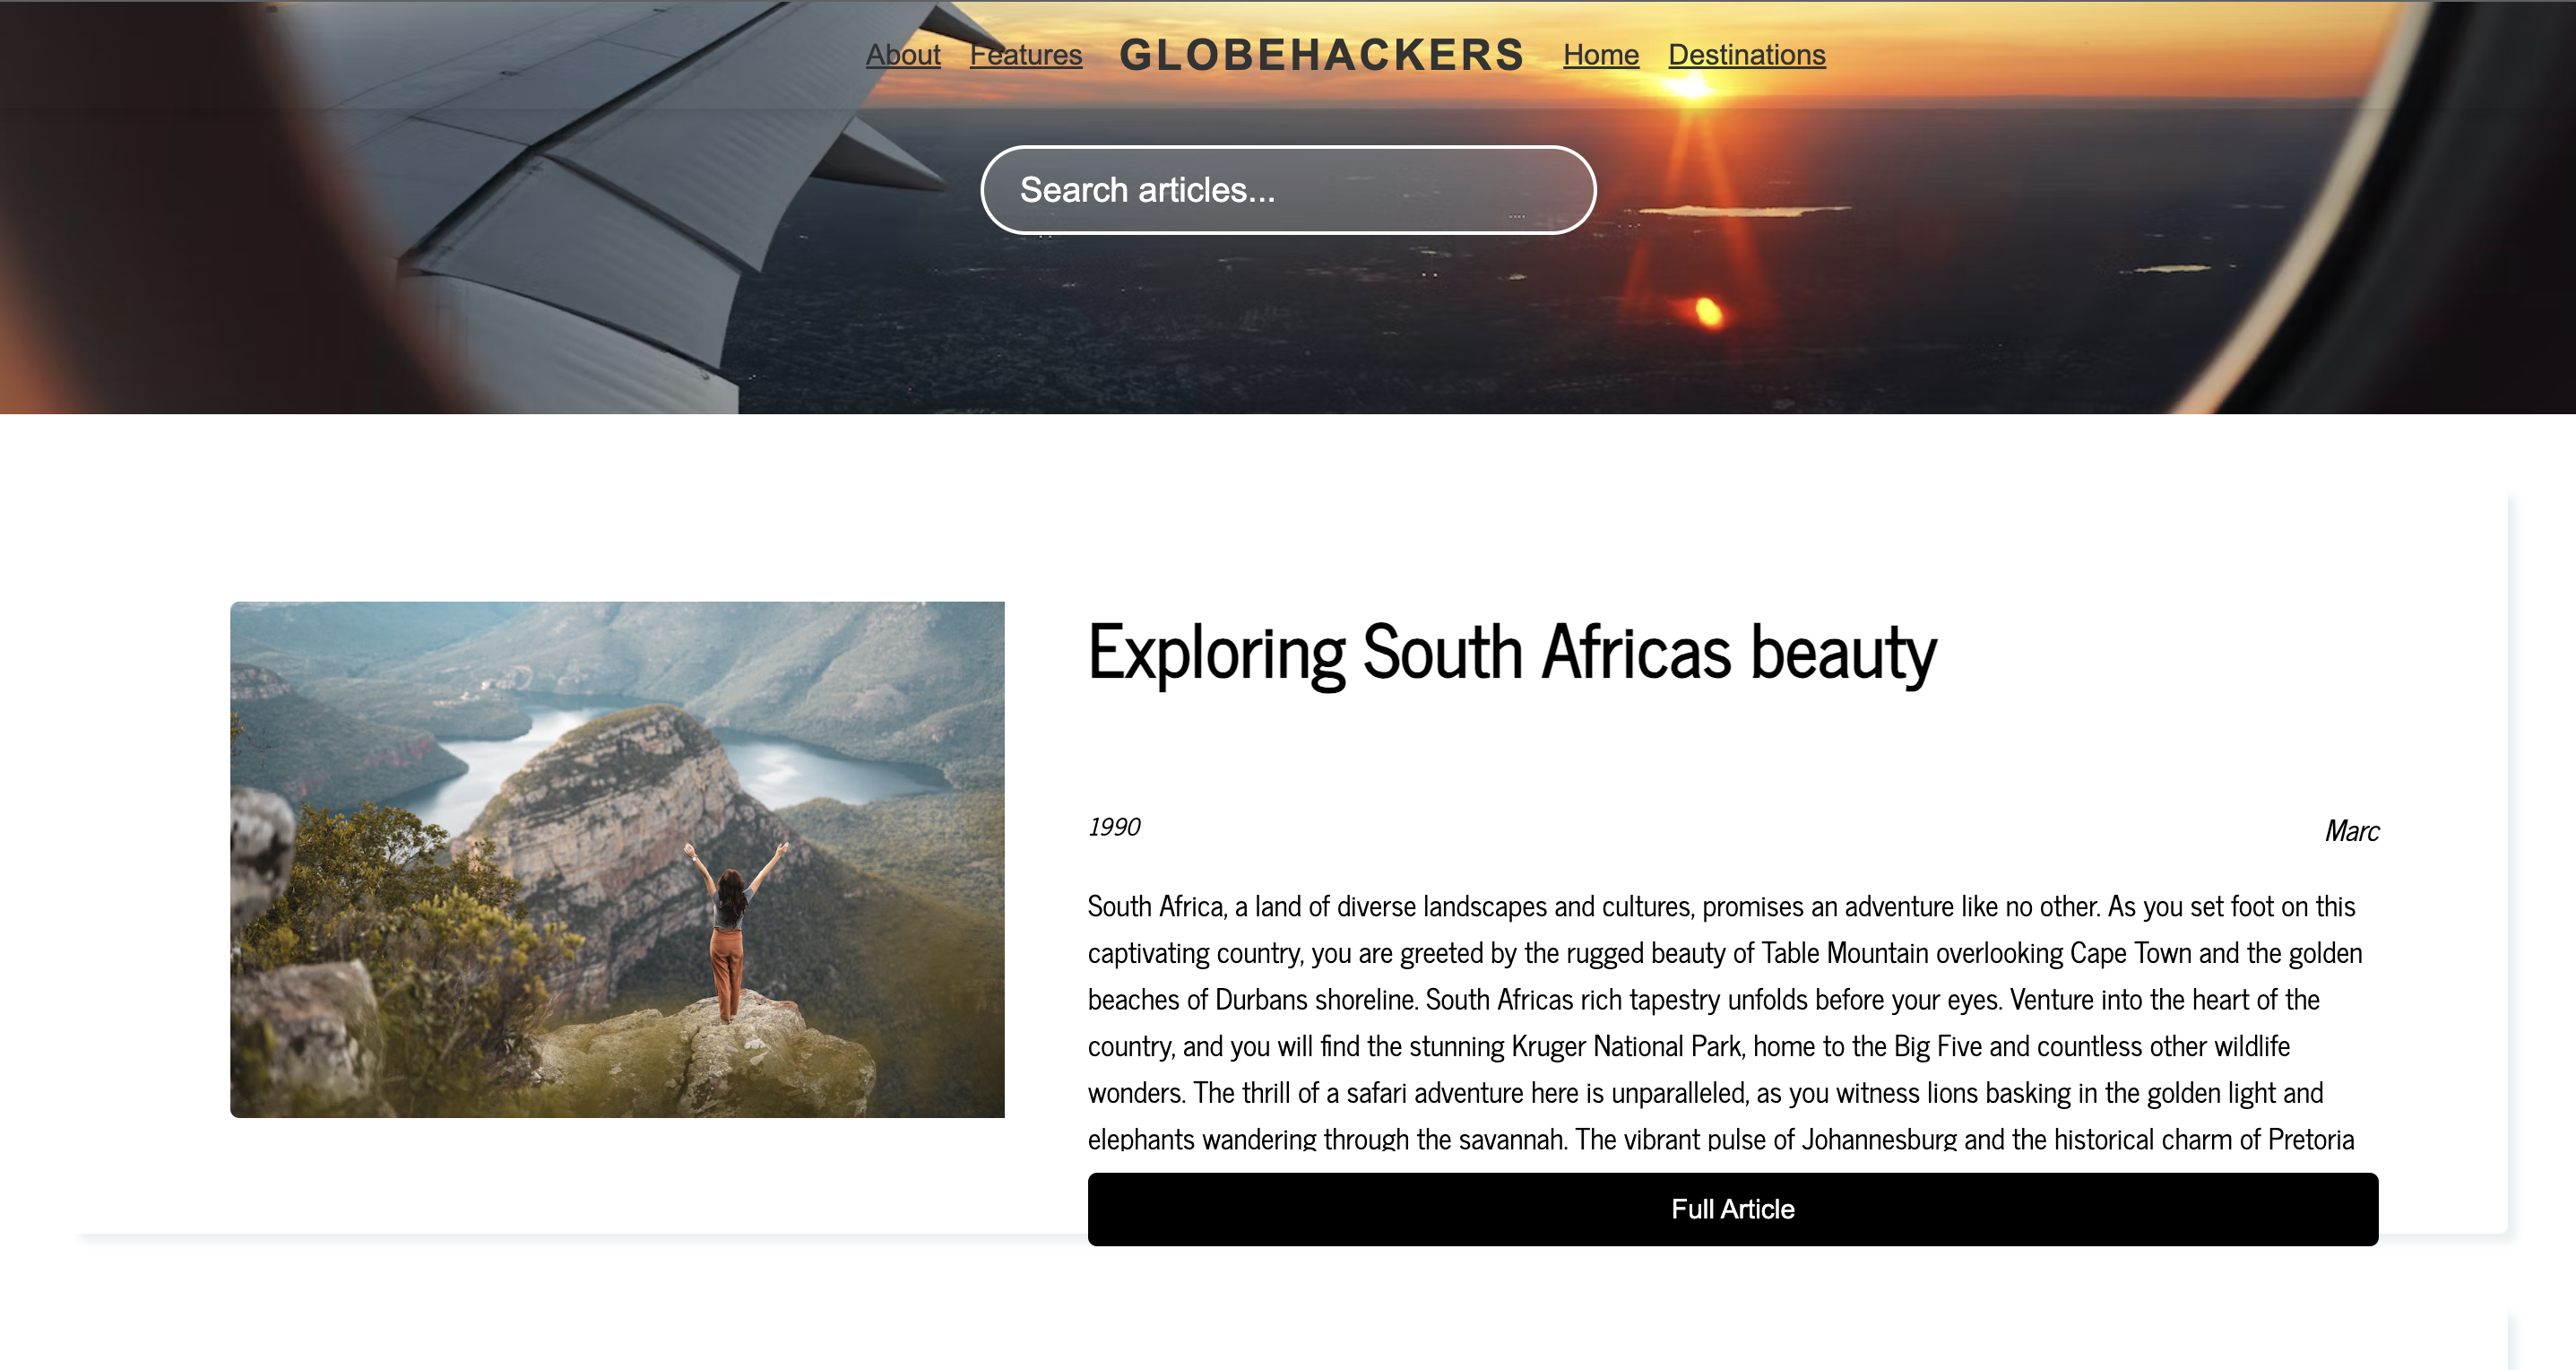 About Features GLOBEHACKERS Home Destinations
Search articles...
Exploring South Africas beauty
1990
Marc
South Africa, a land of diverse landscapes and cultures, promises an adventure like no other. As you set foot on this
captivating country, you are greeted by the rugged beauty of Table Mountain overlooking Cape Town and the golden
beaches of Durbans shoreline. South Africas rich tapestry unfolds before your eyes. Venture into the heart of the
country, and you will find the stunning Kruger National Park, home to the Big Five and countless other wildlife
wonders. The thrill of a safari adventure here is unparalleled, as you witness lions basking in the golden light and
elephants wandering through the savannah. The vibrant pulse of Johannesburg and the historical charm of Pretoria
Full Article